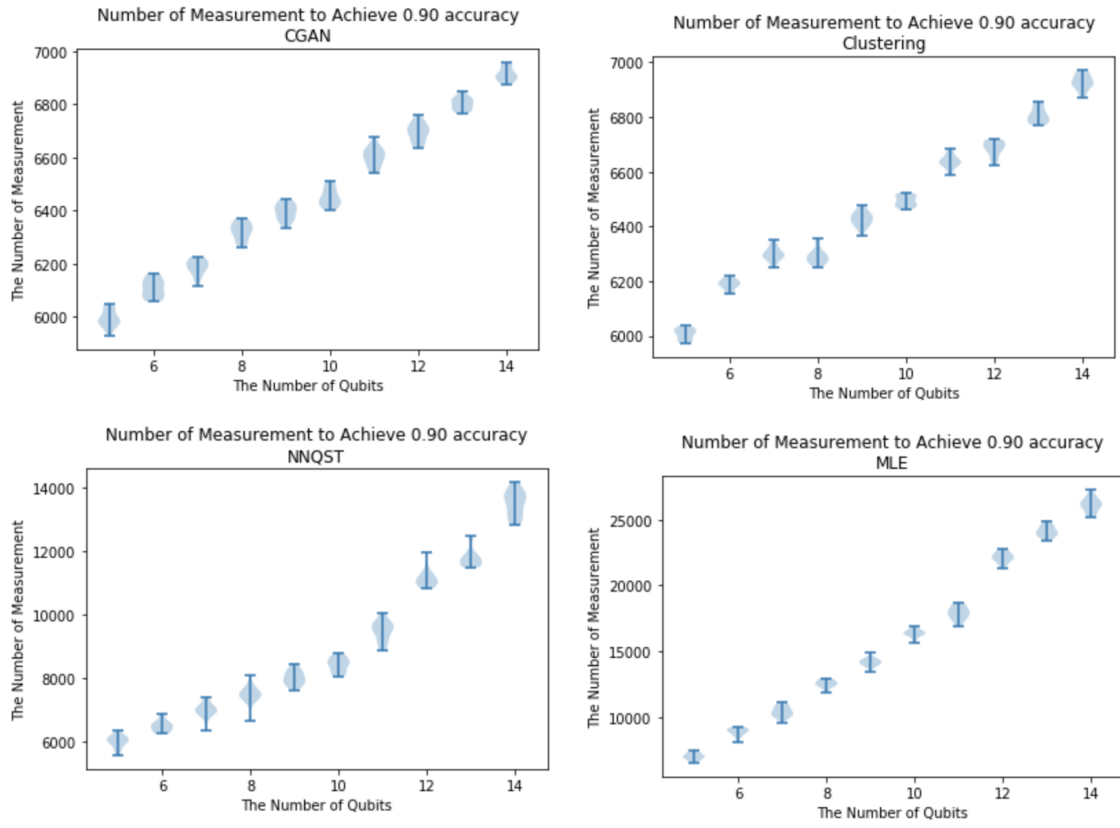 Number of Measurement to Achieve 0.90 accuracy
CGAN
The Number of Measurement
7000
6800
6600
6400
6200
6000
6 8 10 12 14
The Number of Qubits
Number of Measurement to Achieve 0.90 accuracy
Clustering
The Number of Measurement
7000
6800
6600
6400
6200
6000
6 8 10 12 14
The Number of Qubits
Number of Measurement to Achieve 0.90 accuracy
NNQST
The Number of Measurement
14000
12000
10000
8000
6000
6 8 10 12 14
The Number of Qubits
Number of Measurement to Achieve 0.90 accuracy
MLE
The Number of Measurement
25000
20000
15000
10000
6 8 10 12 14
The Number of Qubits